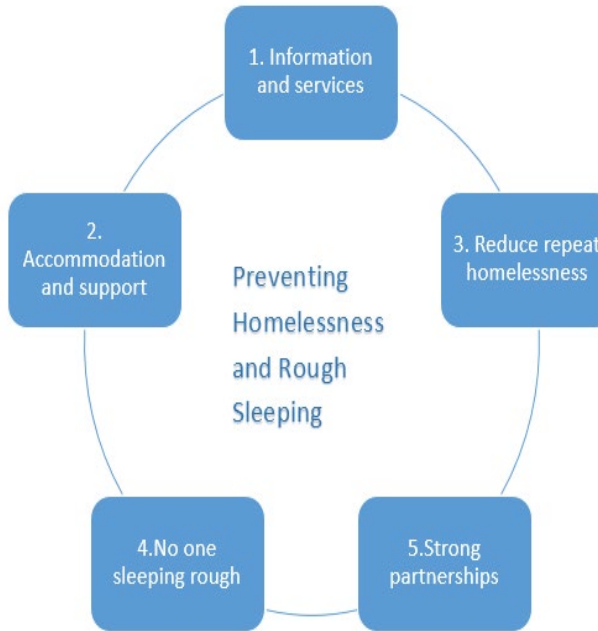 1. Information
and services
2.
Accommodation
and support
3. Reduce repeat
homelessness
Preventing
Homelessness
and Rough
Sleeping
4.No one
sleeping rough
5.Strong
partnerships